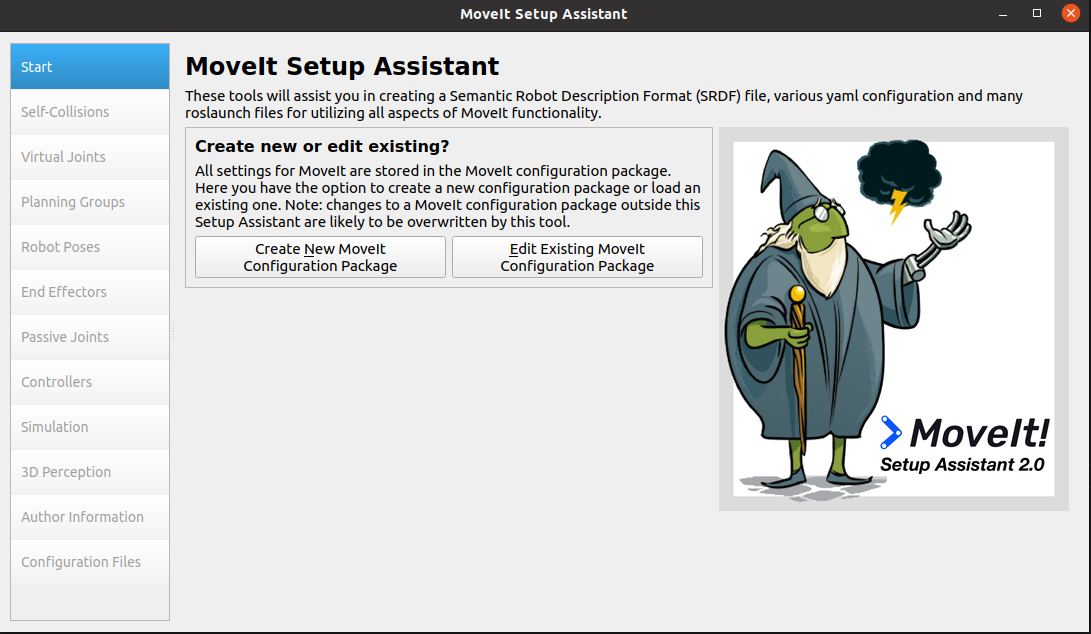 MoveIt Setup Assistant
Start
Self-Collisions
Virtual Joints
Planning Groups
Robot Poses
End Effectors
Passive Joints
Controllers
Simulation
3D Perception
Author Information
Configuration Files
MoveIt Setup Assistant
These tools will assist you in creating a Semantic Robot Description Format (SRDF) file, various yaml configuration and many
roslaunch files for utilizing all aspects of MoveIt functionality.
Create new or edit existing?
All settings for MoveIt are stored in the MoveIt configuration package.
Here you have the option to create a new configuration package or load an
existing one. Note: changes to a MoveIt configuration package outside this
Setup Assistant are likely to be overwritten by this tool.
Create New MoveIt
Configuration Package
Edit Existing MoveIt
Configuration Package
MoveIt!
Setup Assistant 2.0